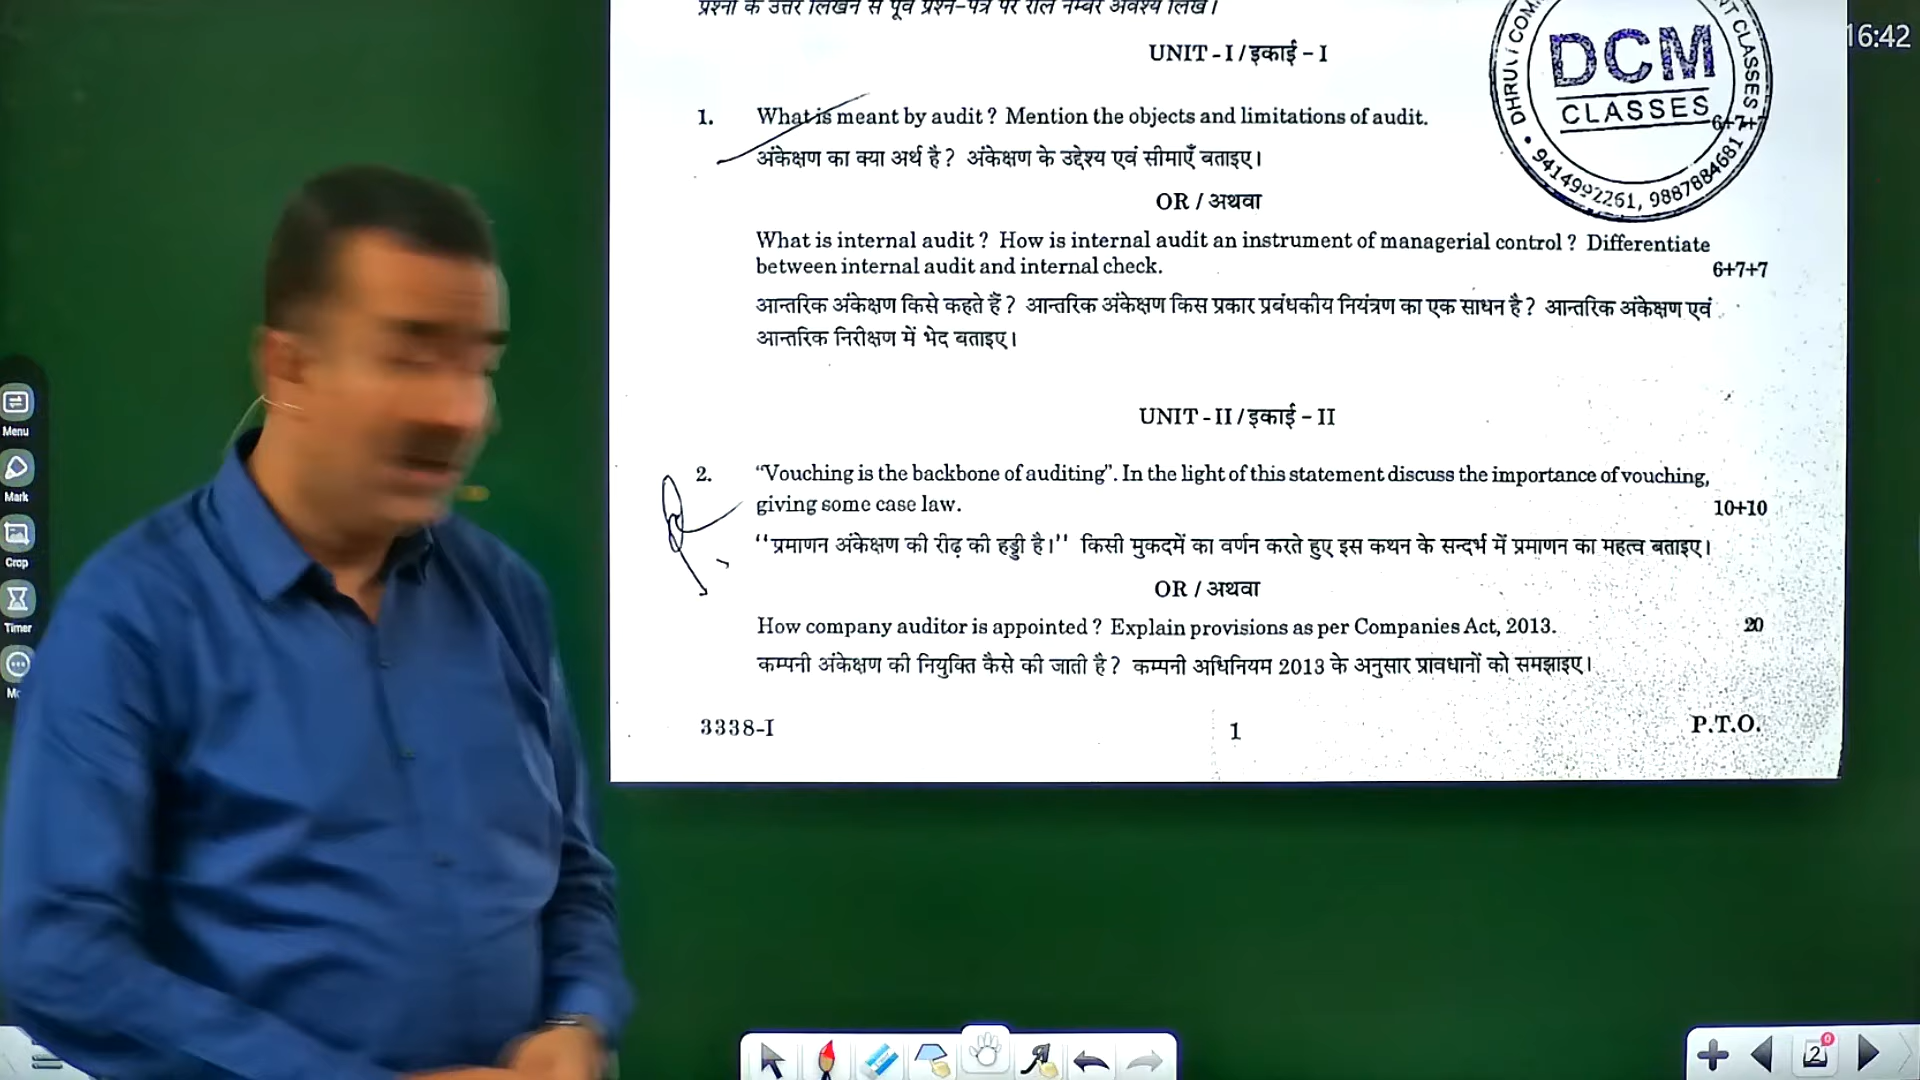 प्रश्नों के उत्तर लिखने से पूर्व प्रश्न-पत्र पर रोल नम्बर अवश्य लिखें।
16:42
UNIT - I / इकाई - I
DCM
CLASSES
CLASSES
9414992261, 9887884681
1. What is meant by audit ? Mention the objects and limitations of audit. 6+7+7
अंकेक्षण का क्या अर्थ है ? अंकेक्षण के उद्देश्य एवं सीमाएँ बताइए।
OR / अथवा
What is internal audit ? How is internal audit an instrument of managerial control ? Differentiate
between internal audit and internal check. 6+7+7
आन्तरिक अंकेक्षण किसे कहते हैं ? आन्तरिक अंकेक्षण किस प्रकार प्रबंधकीय नियंत्रण का एक साधन है ? आन्तरिक अंकेक्षण एवं
आन्तरिक निरीक्षण में भेद बताइए।
UNIT - II / इकाई - II
2. “Vouching is the backbone of auditing”. In the light of this statement discuss the importance of vouching,
giving some case law. 10+10
‘‘प्रमाणन अंकेक्षण की रीढ़ की हड्डी है।’’ किसी मुकदमें का वर्णन करते हुए इस कथन के सन्दर्भ में प्रमाणन का महत्व बताइए।
OR / अथवा
How company auditor is appointed ? Explain provisions as per Companies Act, 2013. 20
कम्पनी अंकेक्षण की नियुक्ति कैसे की जाती है ? कम्पनी अधिनियम 2013 के अनुसार प्रावधानों को समझाइए।
3338-I 1 P.T.O.
Menu
Mark
Crop
Timer
2
0